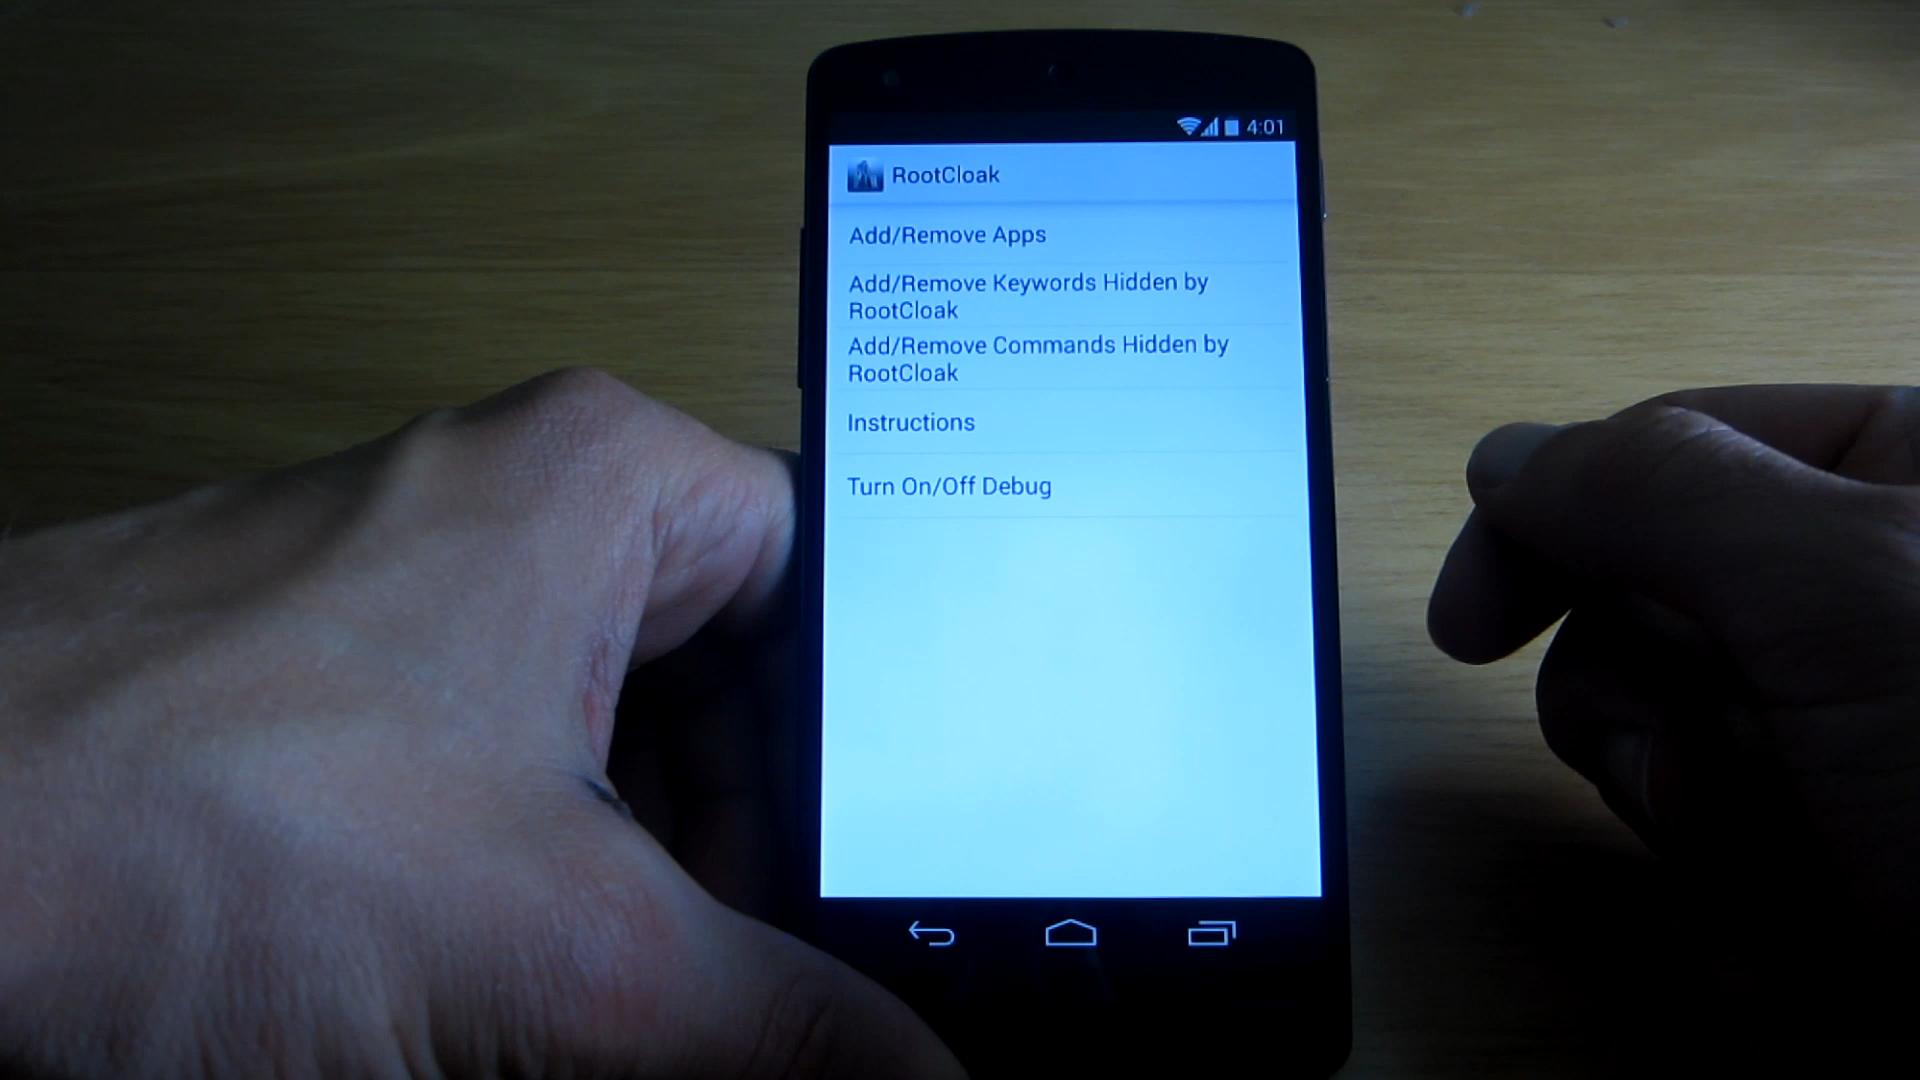 4:01
RootCloak
Add/Remove Apps
Add/Remove Keywords Hidden by
RootCloak
Add/Remove Commands Hidden by
RootCloak
Instructions
Turn On/Off Debug